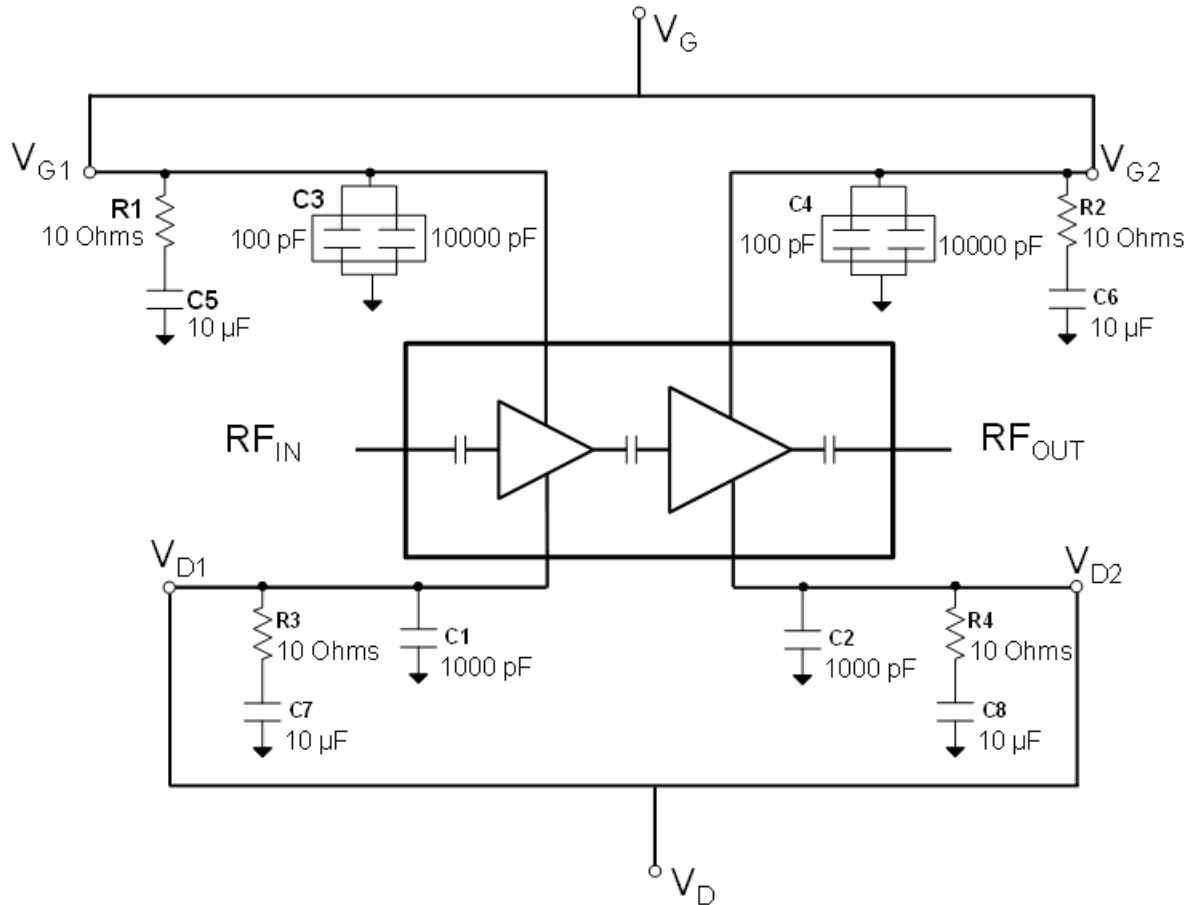 VG
VG1
VG2
R1
10 Ohms
C5
10 µF
C3
100 pF
10000 pF
C4
100 pF
10000 pF
R2
10 Ohms
C6
10 µF
RFIN
RFOUT
VD1
VD2
R3
10 Ohms
C7
10 µF
C1
1000 pF
C2
1000 pF
R4
10 Ohms
C8
10 µF
VD